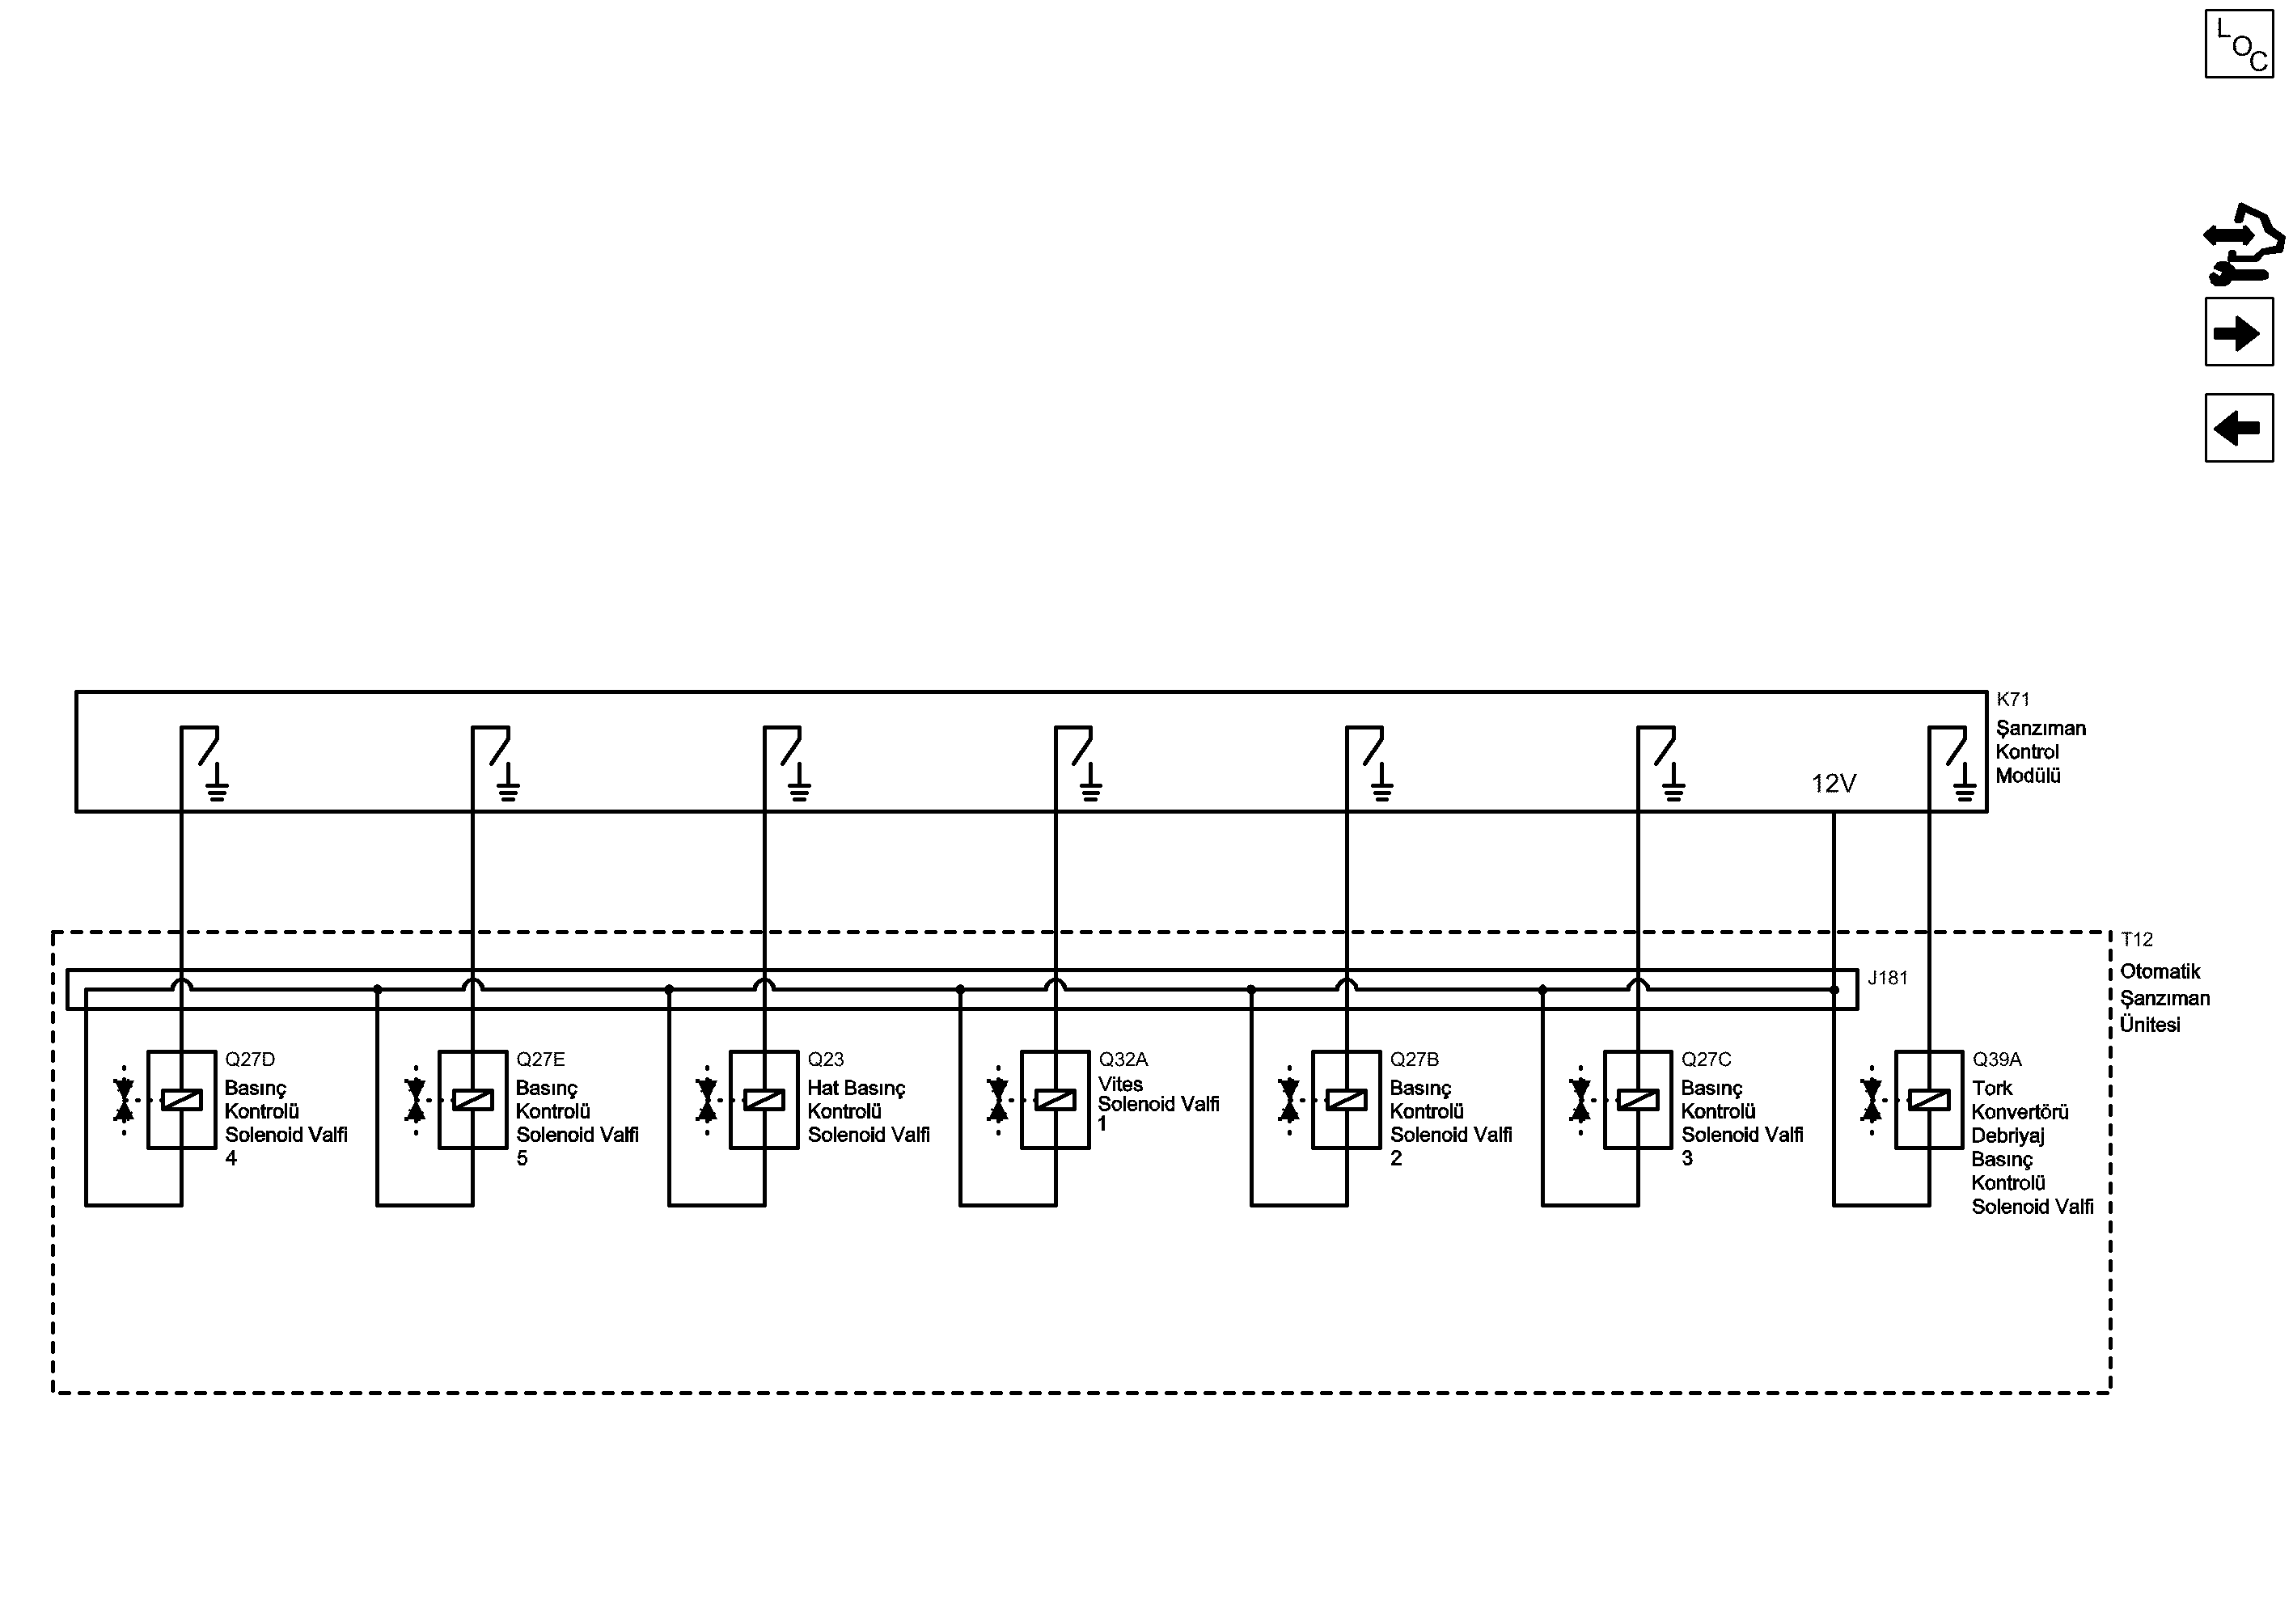 LOC
K71
Şanzıman
Kontrol
Modülü
12V
T12
Otomatik
Şanzıman
Ünitesi
J181
Q27D
Basınç
Kontrolü
Solenoid Valfi
4
Q27E
Basınç
Kontrolü
Solenoid Valfi
5
Q23
Hat Basınç
Kontrolü
Solenoid Valfi
Q32A
Vites
Solenoid Valfi
1
Q27B
Basınç
Kontrolü
Solenoid Valfi
2
Q27C
Basınç
Kontrolü
Solenoid Valfi
3
Q39A
Tork
Konvertörü
Debriyaj
Basınç
Kontrolü
Solenoid Valfi